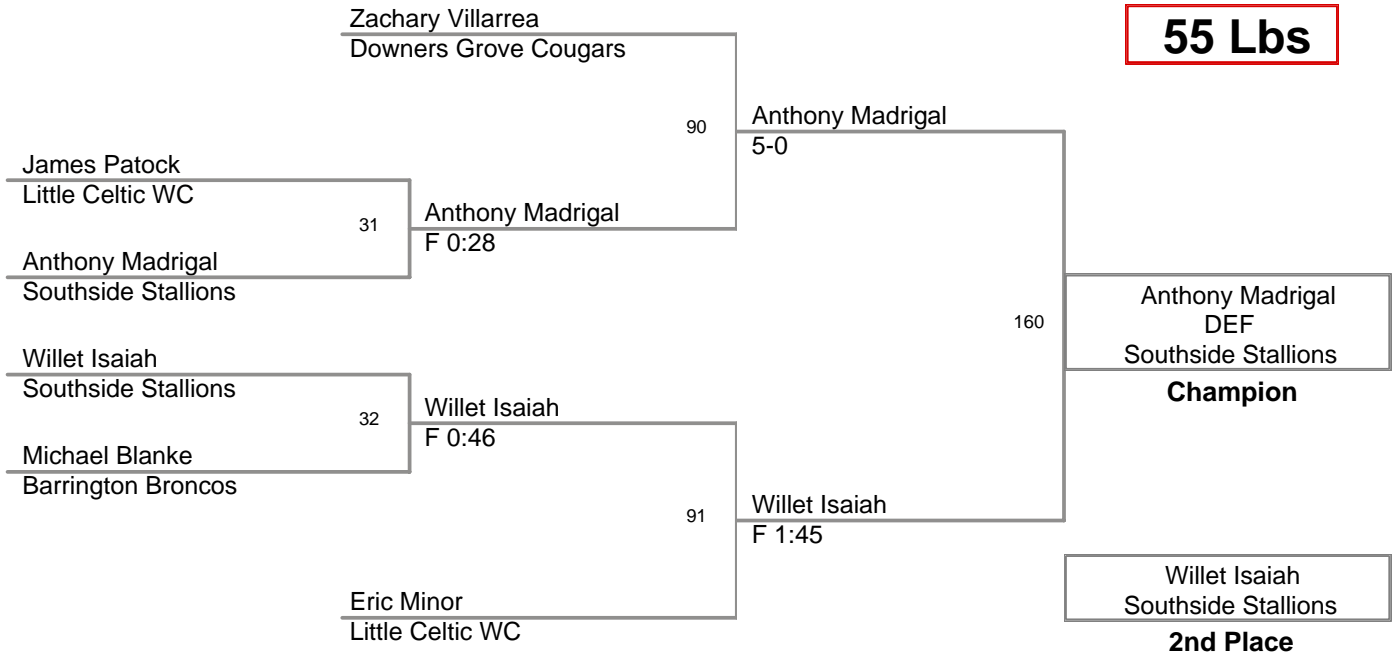 Zachary Villarrea
Downers Grove Cougars
55 Lbs
90
Anthony Madrigal
5-0
James Patock
Little Celtic WC
31
Anthony Madrigal
F 0:28
Anthony Madrigal
Southside Stallions
160
Anthony Madrigal
DEF
Southside Stallions
Champion
Willet Isaiah
Southside Stallions
32
Willet Isaiah
F 0:46
Michael Blanke
Barrington Broncos
91
Willet Isaiah
F 1:45
Eric Minor
Little Celtic WC
Willet Isaiah
Southside Stallions
2nd Place